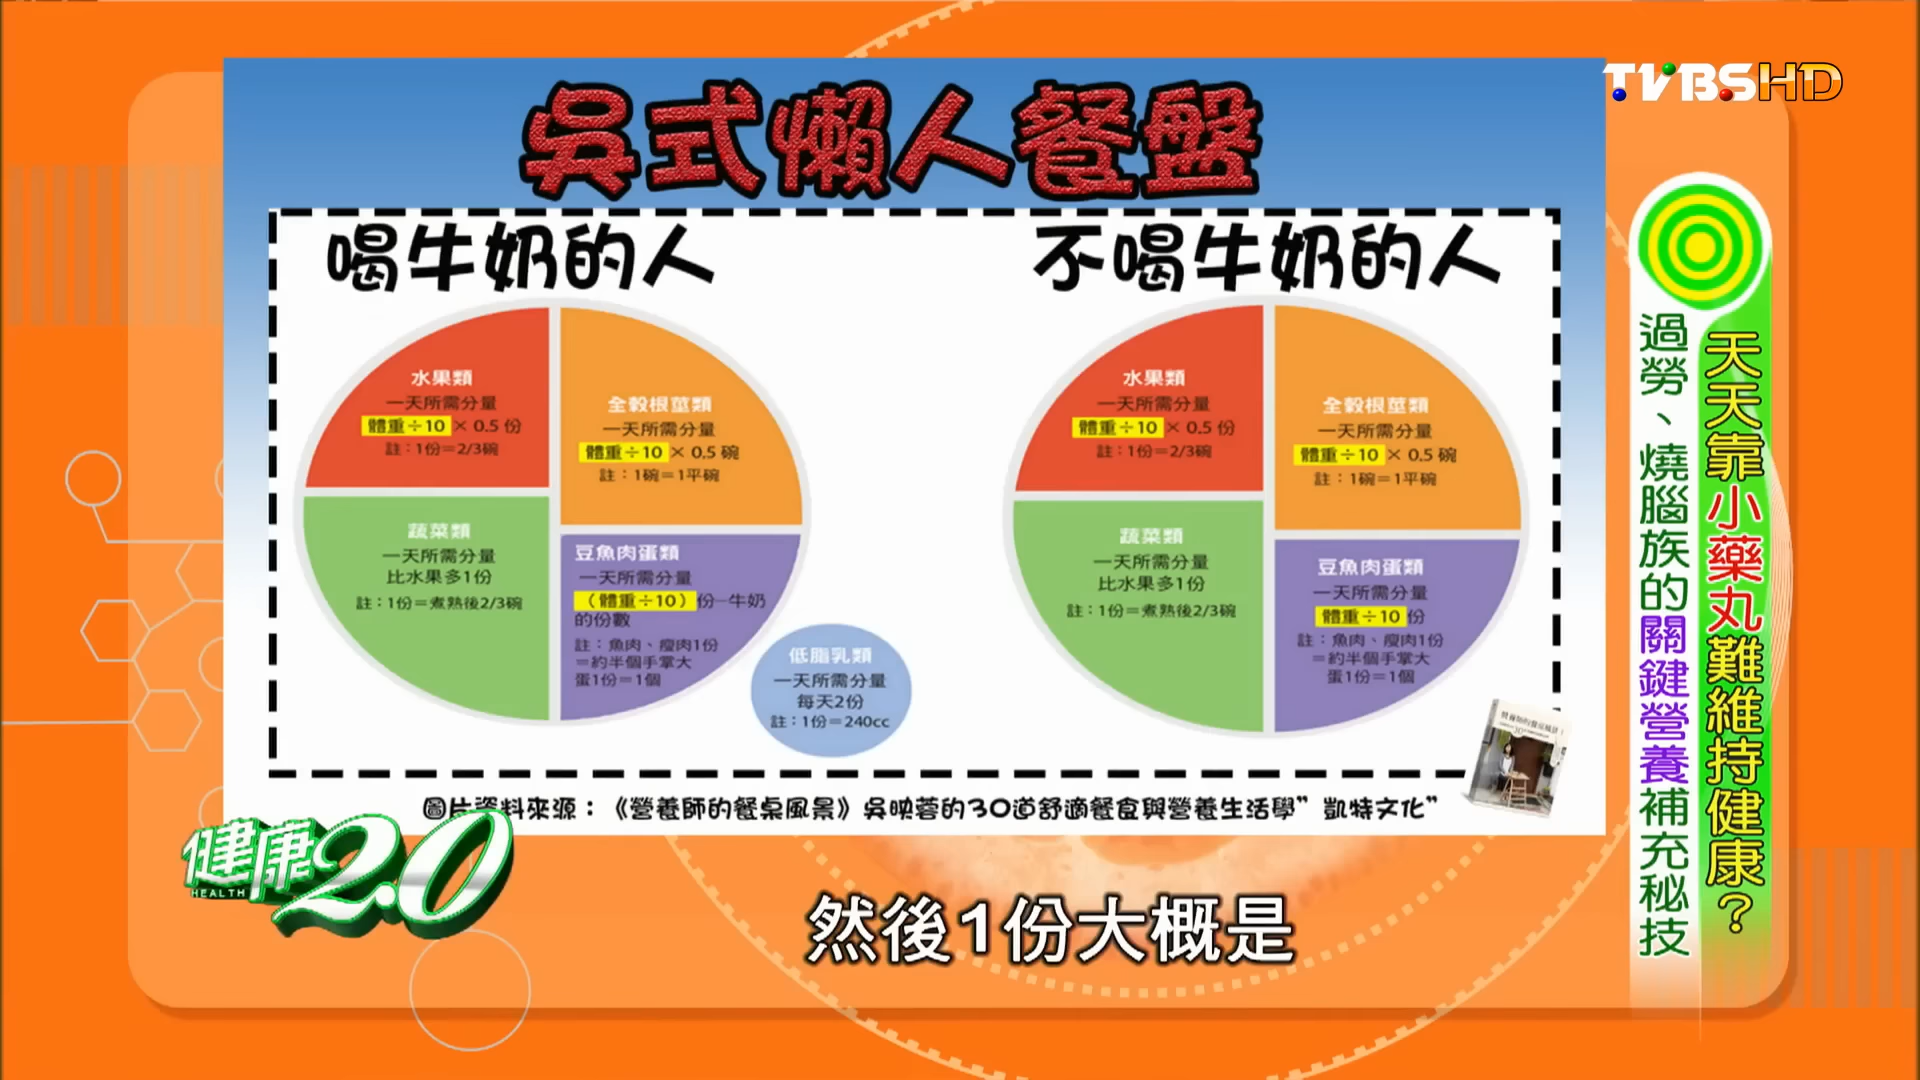 TVBS HD
吳式懶人餐盤
喝牛奶的人
水果類
一天所需分量
體重÷10 × 0.5 份
註：1份＝2/3碗
全穀根莖類
一天所需分量
體重÷10 × 0.5 碗
註：1碗＝1平碗
蔬菜類
一天所需分量
比水果多1份
註：1份＝煮熟後2/3碗
豆魚肉蛋類
一天所需分量
（體重÷10）份－牛奶
的份數
註：魚肉、瘦肉1份
＝約半個手掌大
蛋1份＝1個
低脂乳類
一天所需分量
每天2份
註：1份＝240cc
不喝牛奶的人
水果類
一天所需分量
體重÷10 × 0.5 份
註：1份＝2/3碗
全穀根莖類
一天所需分量
體重÷10 × 0.5 碗
註：1碗＝1平碗
蔬菜類
一天所需分量
比水果多1份
註：1份＝煮熟後2/3碗
豆魚肉蛋類
一天所需分量
體重÷10 份
註：魚肉、瘦肉1份
＝約半個手掌大
蛋1份＝1個
圖片資料來源：《營養師的餐桌風景》吳映蓉的30道舒適餐食與營養生活學”凱特文化”
天天靠小藥丸難維持健康？
過勞、燒腦族的關鍵營養補充秘技
健康2.0
HEALTH
然後1份大概是